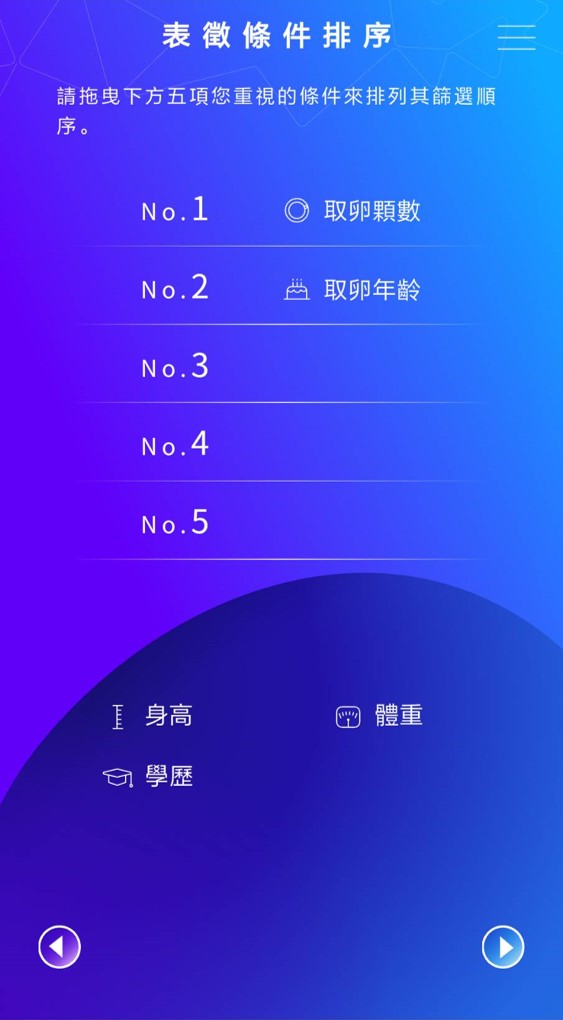 表徵條件排序
請拖曳下方五項您重視的條件來排列其篩選順
序。
No.1 取卵顆數
No.2 取卵年齡
No.3
No.4
No.5
身高 體重
學歷